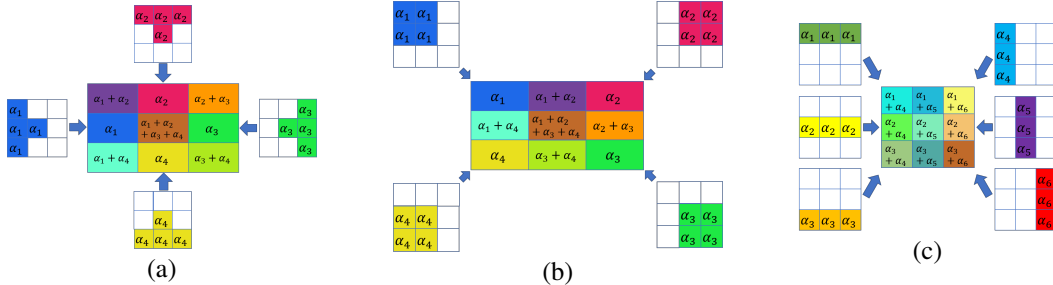 α₂ α₂ α₂
α₂
α₁
α₁ α₁
α₁
α₁ + α₂ α₂ α₂ + α₃
α₁ α₁ + α₂ + α₃ + α₄ α₃
α₁ + α₄ α₄ α₃ + α₄
α₃
α₃ α₃
α₃
α₄
α₄ α₄ α₄
(a)
α₁ α₁
α₁ α₁
α₂ α₂
α₂ α₂
α₁ α₁ + α₂ α₂
α₁ + α₄ α₁ + α₂ + α₃ + α₄ α₂ + α₃
α₄ α₃ + α₄ α₃
α₄ α₄
α₄ α₄
α₃ α₃
α₃ α₃
(b)
α₁ α₁ α₁
α₂ α₂ α₂
α₃ α₃ α₃
α₁ + α₄ α₁ + α₅ α₁ + α₆
α₂ + α₄ α₂ + α₅ α₂ + α₆
α₃ + α₄ α₃ + α₅ α₃ + α₆
α₄
α₄
α₄
α₅
α₅
α₅
α₆
α₆
α₆
(c)